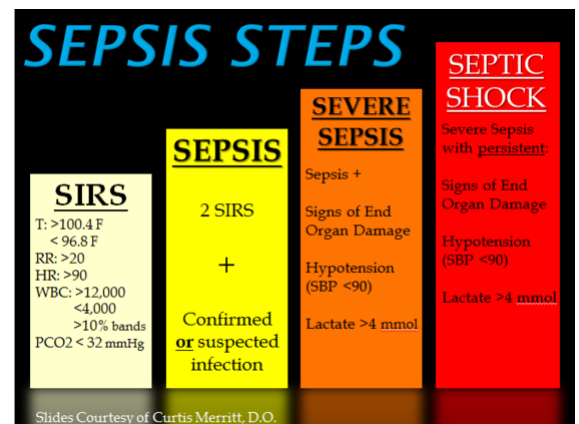 SEPSIS STEPS
SIRS
T: >100.4 F
< 96.8 F
RR: >20
HR: >90
WBC: >12,000
<4,000
>10% bands
PCO2 < 32 mmHg
SEPSIS
2 SIRS
+
Confirmed
or suspected
infection
SEVERE
SEPSIS
Sepsis +
Signs of End
Organ Damage
Hypotension
(SBP <90)
Lactate >4 mmol
SEPTIC
SHOCK
Severe Sepsis
with persistent:
Signs of End
Organ Damage
Hypotension
(SBP <90)
Lactate >4 mmol
Slides Courtesy of Curtis Merritt, D.O.